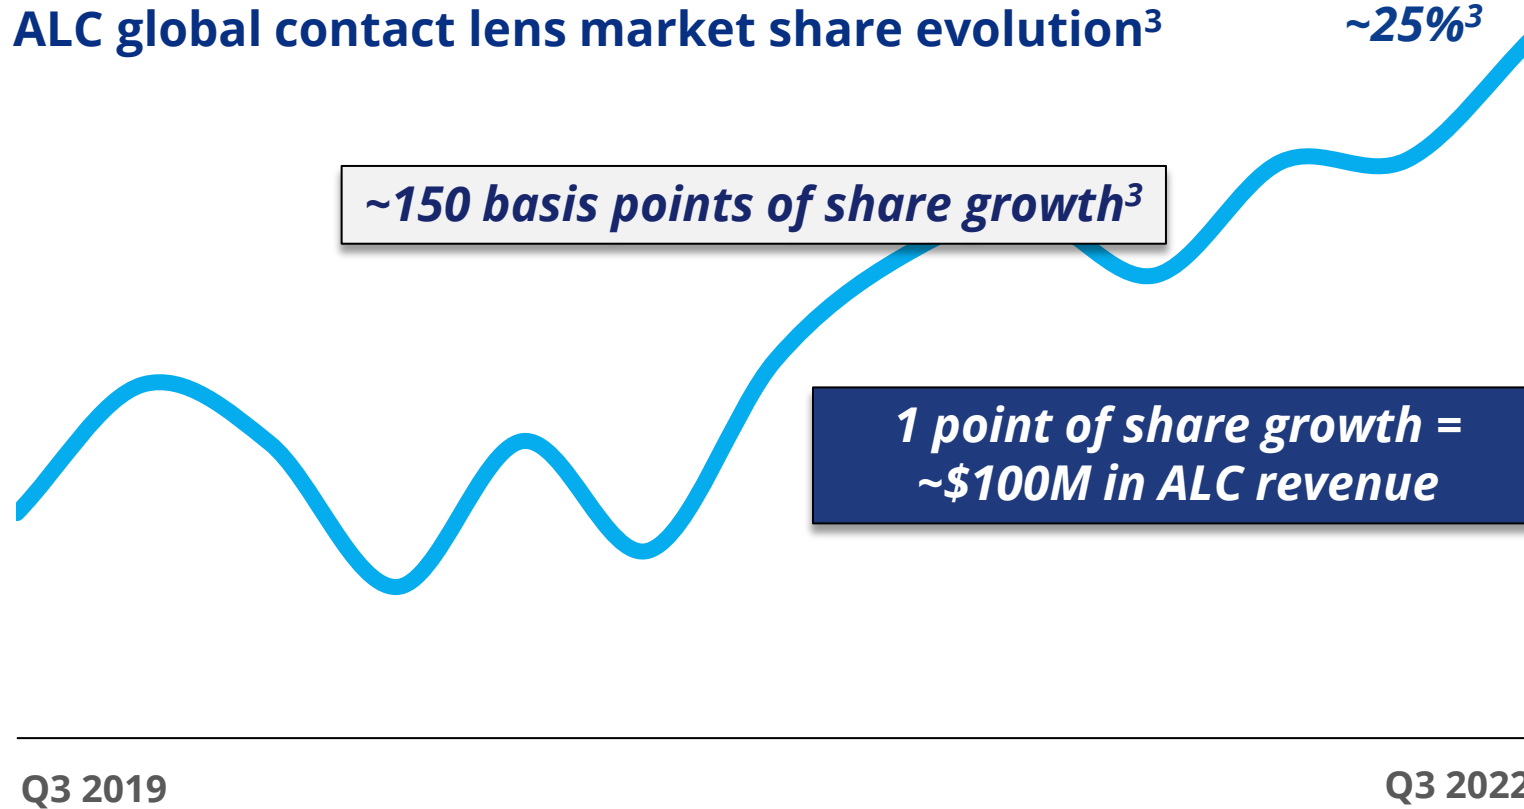 ALC global contact lens market share evolution³
~25%³
~150 basis points of share growth³
1 point of share growth =
~$100M in ALC revenue
Q3 2019
Q3 2022